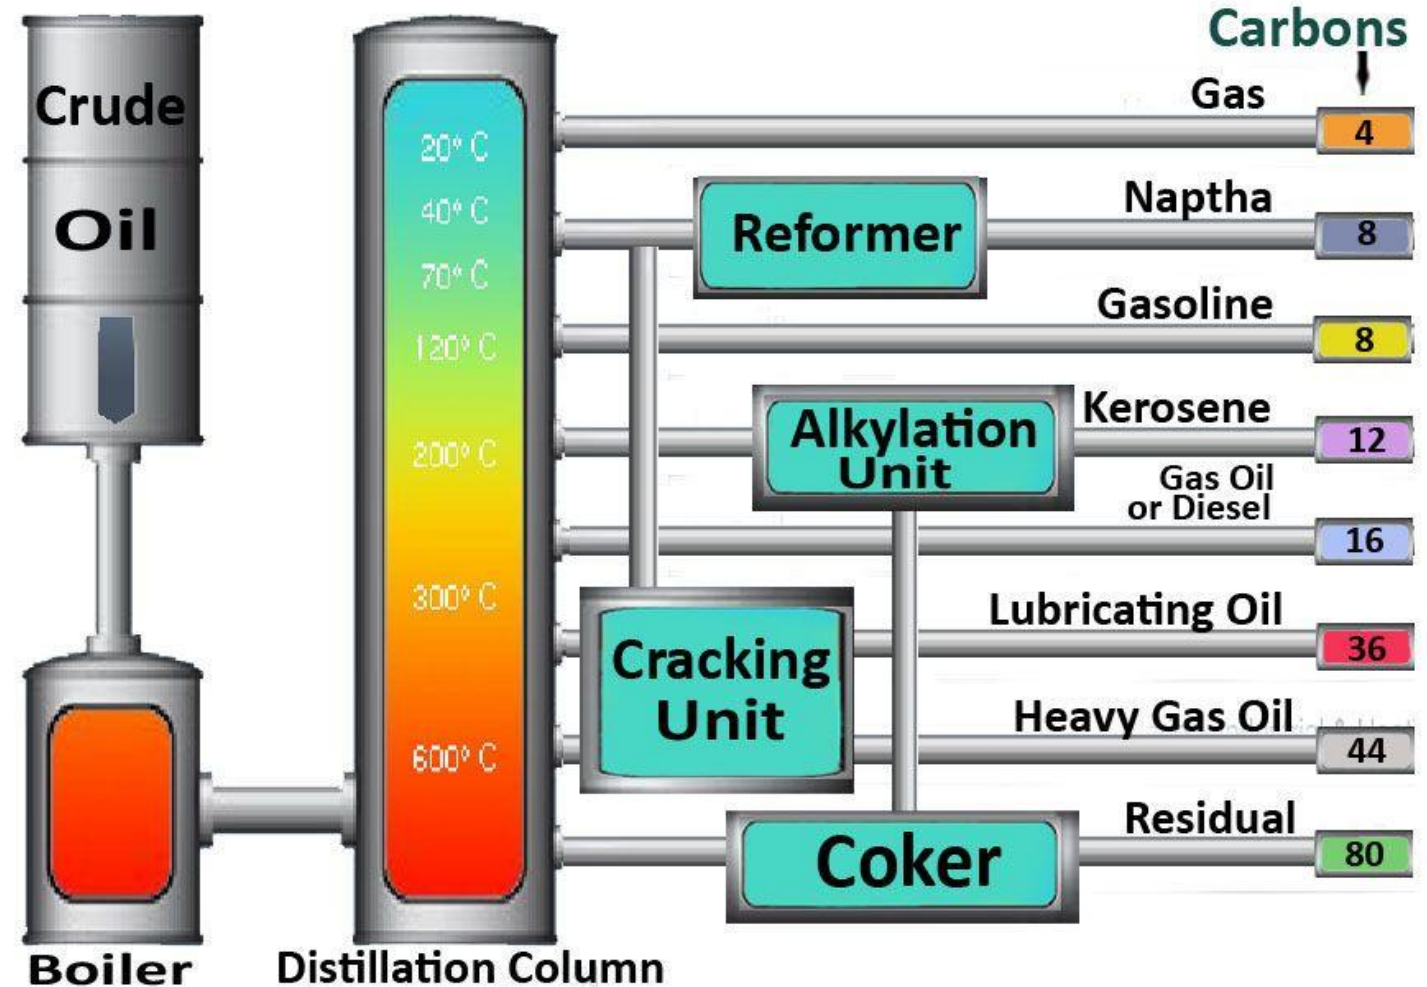 Crude
Oil
Boiler
20° C
40° C
70° C
120° C
200° C
300° C
600° C
Distillation Column
Carbons
Gas
4
Reformer
Naptha
8
Gasoline
8
Alkylation
Unit
Kerosene
12
Gas Oil
or Diesel
16
Cracking
Unit
Lubricating Oil
36
Heavy Gas Oil
44
Coker
Residual
80